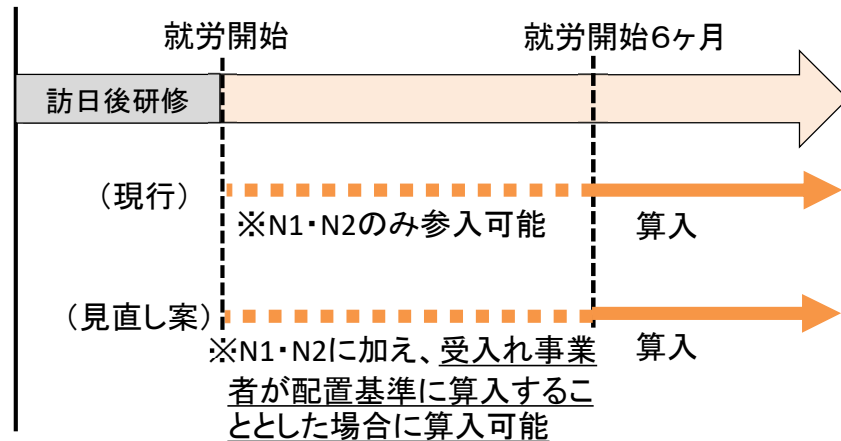 就労開始
就労開始6ヶ月
訪日後研修
（現行）
※N1・N2のみ参入可能
算入
（見直し案）
※N1・N2に加え、受入れ事業
者が配置基準に算入するこ
ととした場合に算入可能
算入